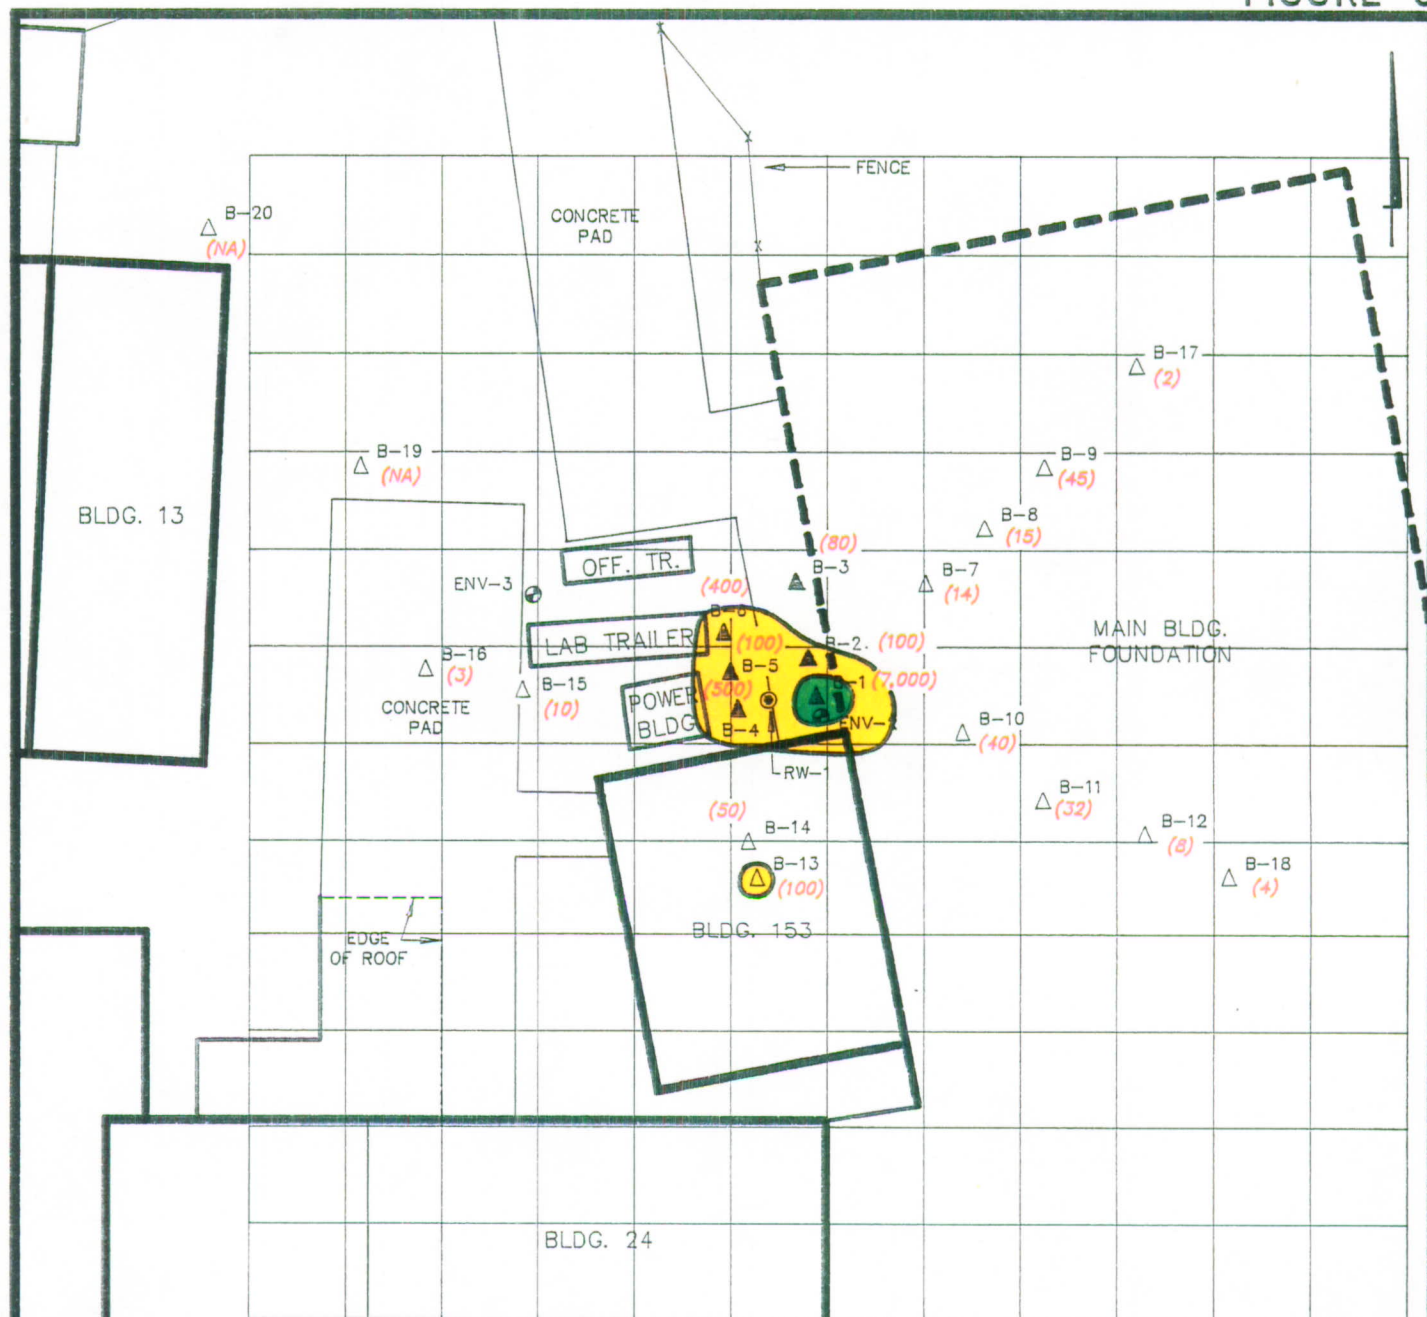 FENCE
B-20
(NA)
CONCRETE
PAD
B-17
(2)
B-19
(NA)
B-9
(45)
BLDG. 13
B-8
(15)
(80)
B-3
OFF. TR.
B-7
(14)
ENV-3
(400)
MAIN BLDG.
FOUNDATION
LAB TRAILER
(100)
B-2
(100)
B-16
(3)
B-5
B-15
(10)
(500)
B-1
(7,000)
POWER
BLDG
CONCRETE
PAD
B-4
B-10
(40)
RW-1
B-11
(32)
(50)
B-14
B-12
(8)
B-13
(100)
B-18
(4)
BLDG. 153
EDGE
OF ROOF
BLDG. 24